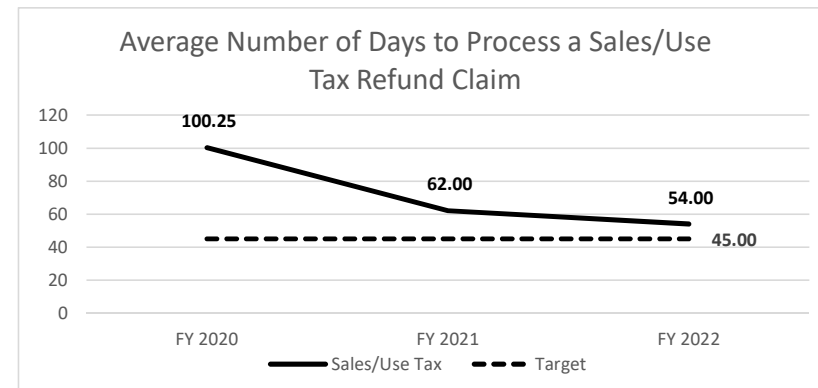 Average Number of Days to Process a Sales/Use
Tax Refund Claim
120
100
80
60
40
20
0
100.25
62.00
54.00
45.00
FY 2020
FY 2021
FY 2022
Sales/Use Tax
Target